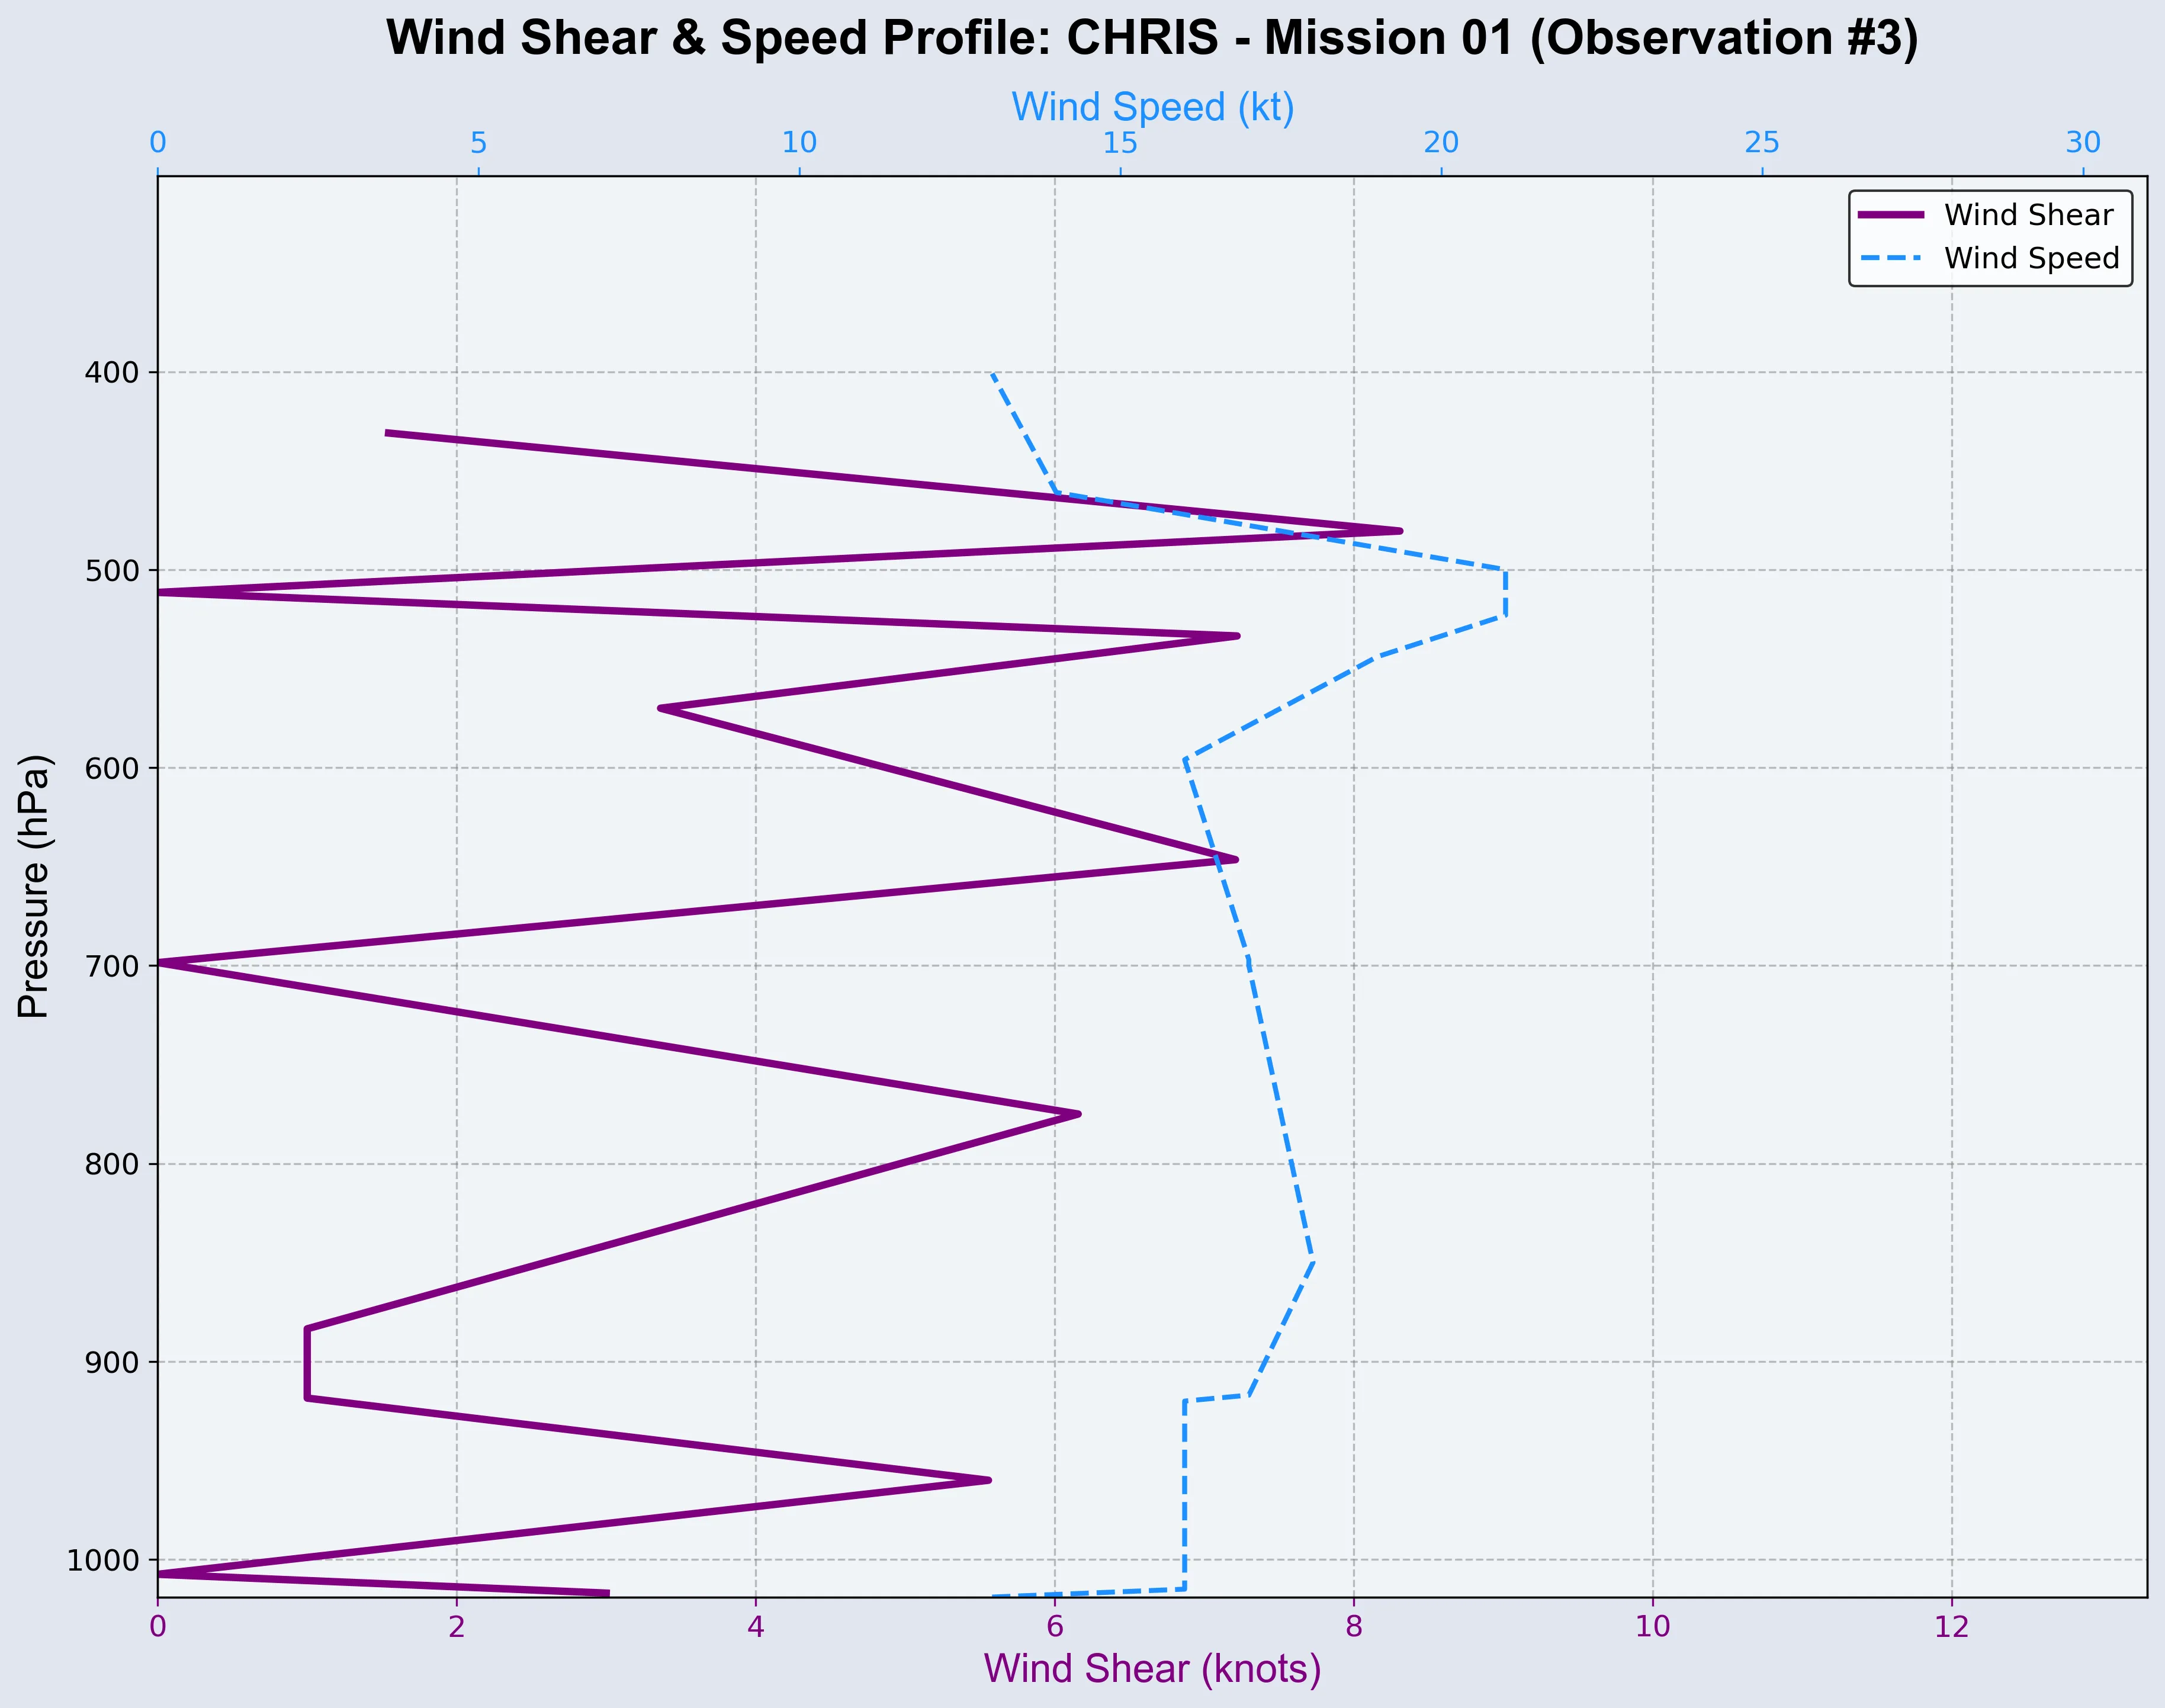 Wind Shear & Speed Profile: CHRIS - Mission 01 (Observation #3)
Wind Speed (kt)
0 5 10 15 20 25 30
Wind Shear
Wind Speed
400
500
600
700
800
900
1000
Pressure (hPa)
0 2 4 6 8 10 12
Wind Shear (knots)